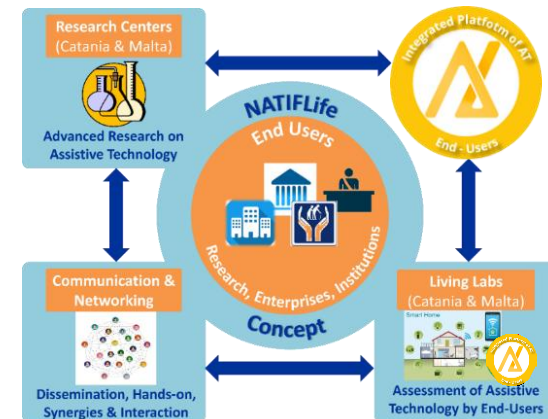 Research Centers
(Catania & Malta)
Advanced Research on
Assistive Technology
Integrated Platfotm of AT
End - Users
NATIFLife
End Users
Research, Enterprises, Institutions
Concept
Communication &
Networking
Dissemination, Hands-on,
Synergies & Interaction
Living Labs
(Catania & Malta)
Smart Home
Assessment of Assistive
Technology by End-Users